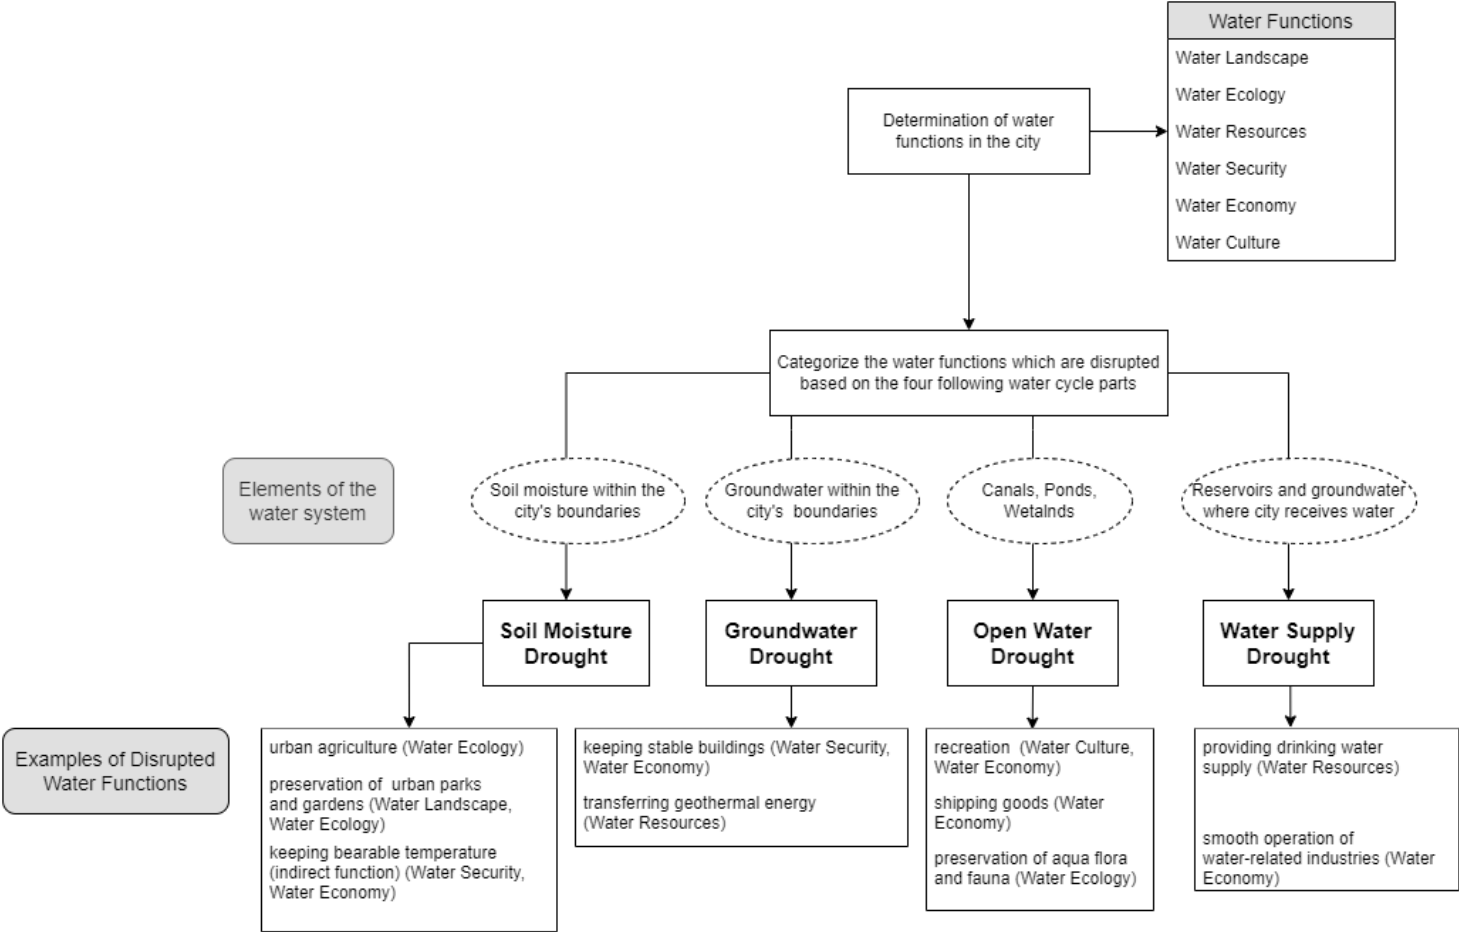 Water Functions
Water Landscape
Water Ecology
Water Resources
Water Security
Water Economy
Water Culture
Determination of water
functions in the city
Categorize the water functions which are disrupted
based on the four following water cycle parts
Elements of the
water system
Soil moisture within the
city's boundaries
Groundwater within the
city's boundaries
Canals, Ponds,
Wetalnds
Reservoirs and groundwater
where city receives water
Soil Moisture
Drought
Groundwater
Drought
Open Water
Drought
Water Supply
Drought
Examples of Disrupted
Water Functions
urban agriculture (Water Ecology)
preservation of urban parks
and gardens (Water Landscape,
Water Ecology)
keeping bearable temperature
(indirect function) (Water Security,
Water Economy)
keeping stable buildings (Water Security,
Water Economy)
transferring geothermal energy
(Water Resources)
recreation (Water Culture,
Water Economy)
shipping goods (Water
Economy)
preservation of aqua flora
and fauna (Water Ecology)
providing drinking water
supply (Water Resources)
smooth operation of
water-related industries (Water
Economy)